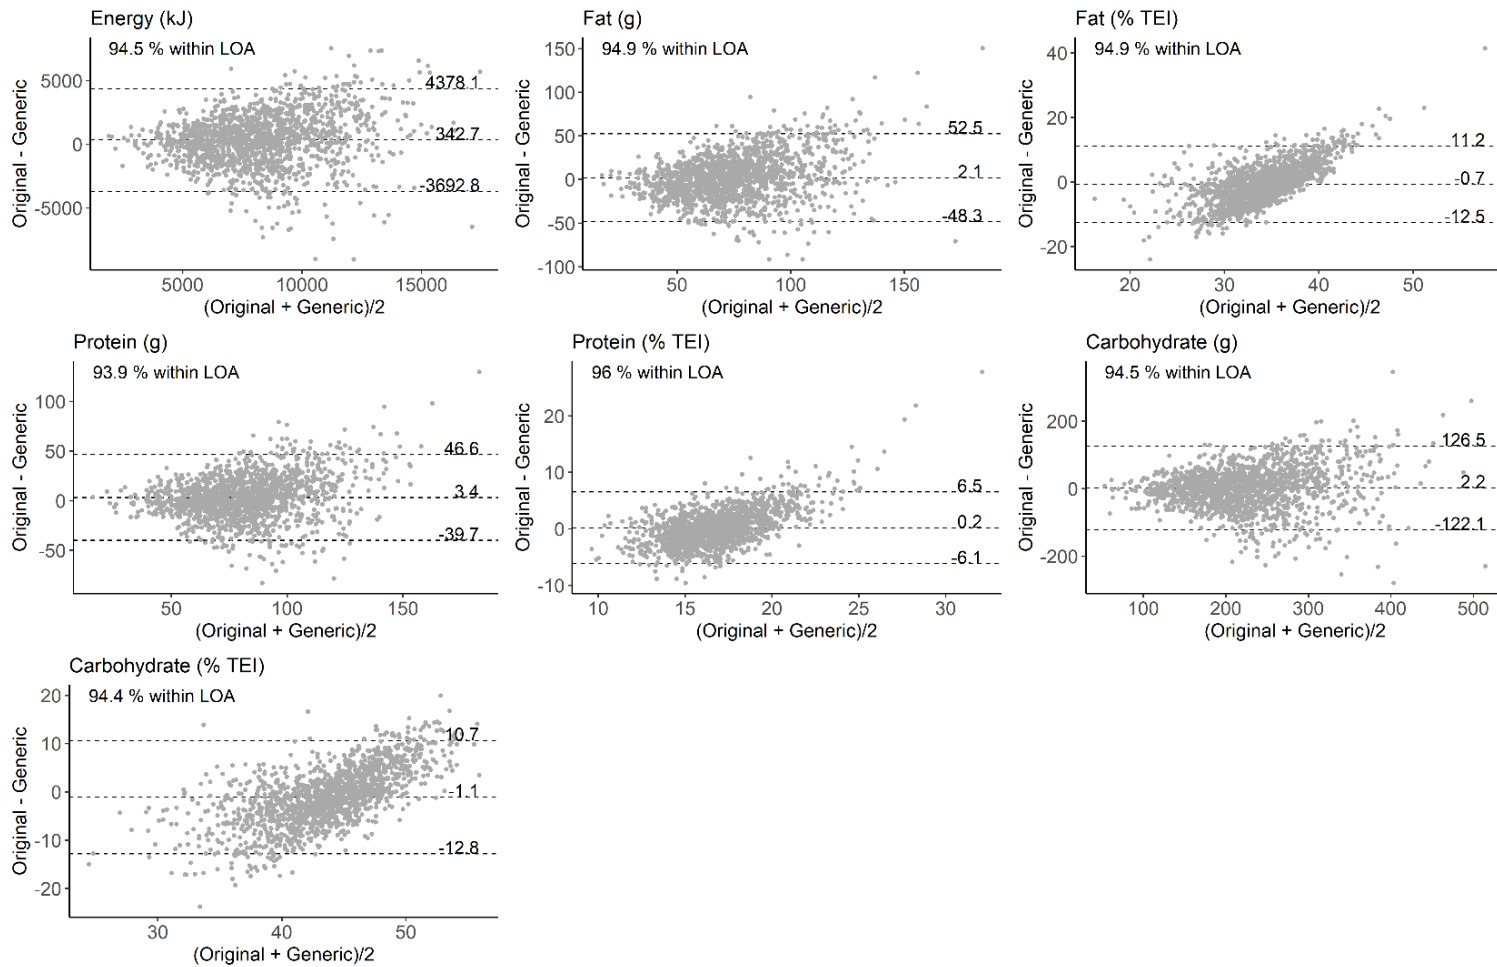 Energy (kJ)
94.5 % within LOA
4378.1
342.7
-3692.8
5000
0
-5000
5000
10000
15000
Original - Generic
(Original + Generic)/2
Fat (g)
94.9 % within LOA
52.5
2.1
-48.3
150
100
50
0
-50
-100
50
100
150
Original - Generic
(Original + Generic)/2
Fat (% TEI)
94.9 % within LOA
11.2
-0.7
-12.5
40
20
0
-20
20
30
40
50
Original - Generic
(Original + Generic)/2
Protein (g)
93.9 % within LOA
46.6
3.4
-39.7
100
50
0
-50
50
100
150
Original - Generic
(Original + Generic)/2
Protein (% TEI)
96 % within LOA
6.5
0.2
-6.1
20
10
0
-10
10
15
20
25
30
Original - Generic
(Original + Generic)/2
Carbohydrate (g)
94.5 % within LOA
126.5
2.2
-122.1
200
0
-200
100
200
300
400
500
Original - Generic
(Original + Generic)/2
Carbohydrate (% TEI)
94.4 % within LOA
10.7
-1.1
-12.8
20
10
0
-10
-20
30
40
50
Original - Generic
(Original + Generic)/2